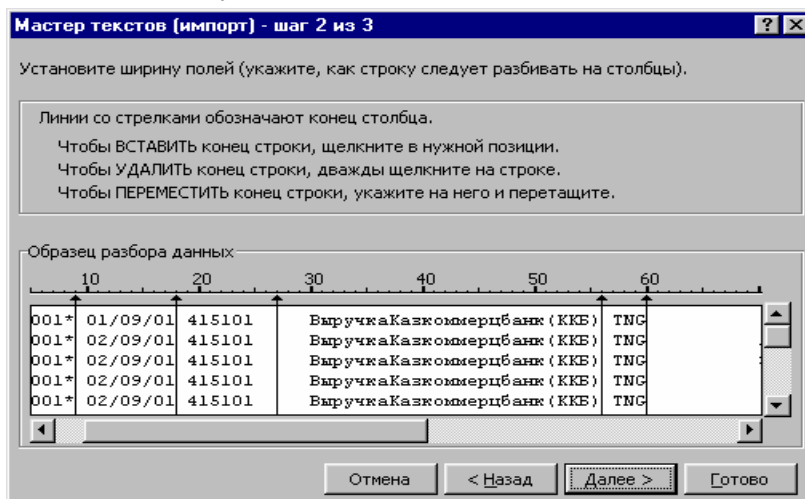 Мастер текстов (импорт) - шаг 2 из 3
Установите ширину полей (укажите, как строку следует разбивать на столбцы).
Линии со стрелками обозначают конец столбца.
Чтобы ВСТАВИТЬ конец строки, щелкните в нужной позиции.
Чтобы УДАЛИТЬ конец строки, дважды щелкните на строке.
Чтобы ПЕРЕМЕСТИТЬ конец строки, укажите на него и перетащите.
Образец разбора данных
10 20 30 40 50 60
001* 01/09/01 415101 ВыручкаКазкоммерцбанк(ККБ) TNG
001* 02/09/01 415101 ВыручкаКазкоммерцбанк(ККБ) TNG
001* 02/09/01 415101 ВыручкаКазкоммерцбанк(ККБ) TNG
001* 02/09/01 415101 ВыручкаКазкоммерцбанк(ККБ) TNG
001* 02/09/01 415101 ВыручкаКазкоммерцбанк(ККБ) TNG
Отмена < Назад Далее > Готово